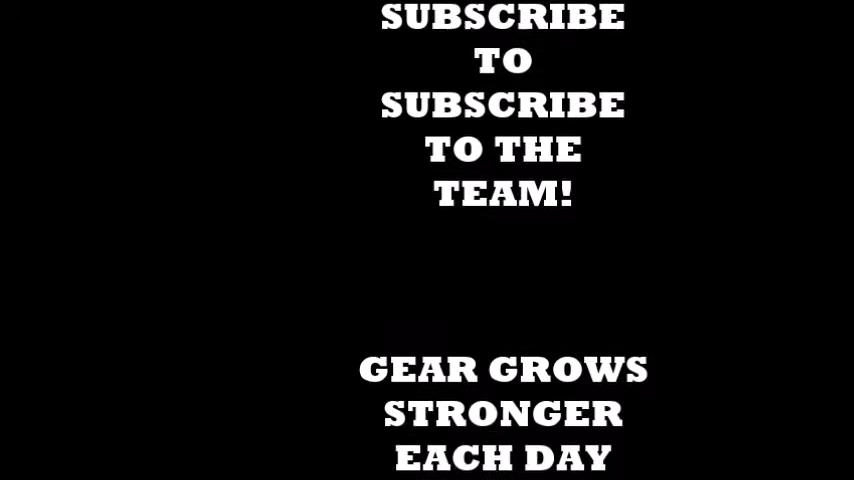 SUBSCRIBE
TO
SUBSCRIBE
TO THE
TEAM!
GEAR GROWS
STRONGER
EACH DAY